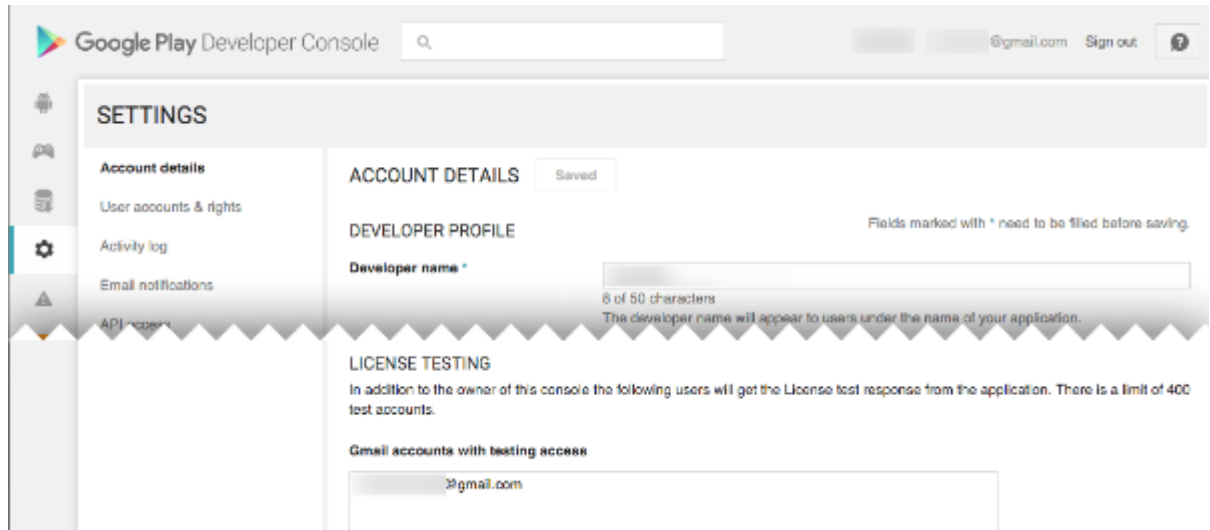 Google Play Developer Console
@gmail.com Sign out
SETTINGS
Account details
User accounts & rights
Activity log
Email notifications
API access
ACCOUNT DETAILS Saved
Fields marked with * need to be filled before saving.
DEVELOPER PROFILE
Developer name *
8 of 50 characters
The developer name will appear to users under the name of your application.
LICENSE TESTING
In addition to the owner of this console the following users will get the License test response from the application. There is a limit of 400
test accounts.
Gmail accounts with testing access
@gmail.com